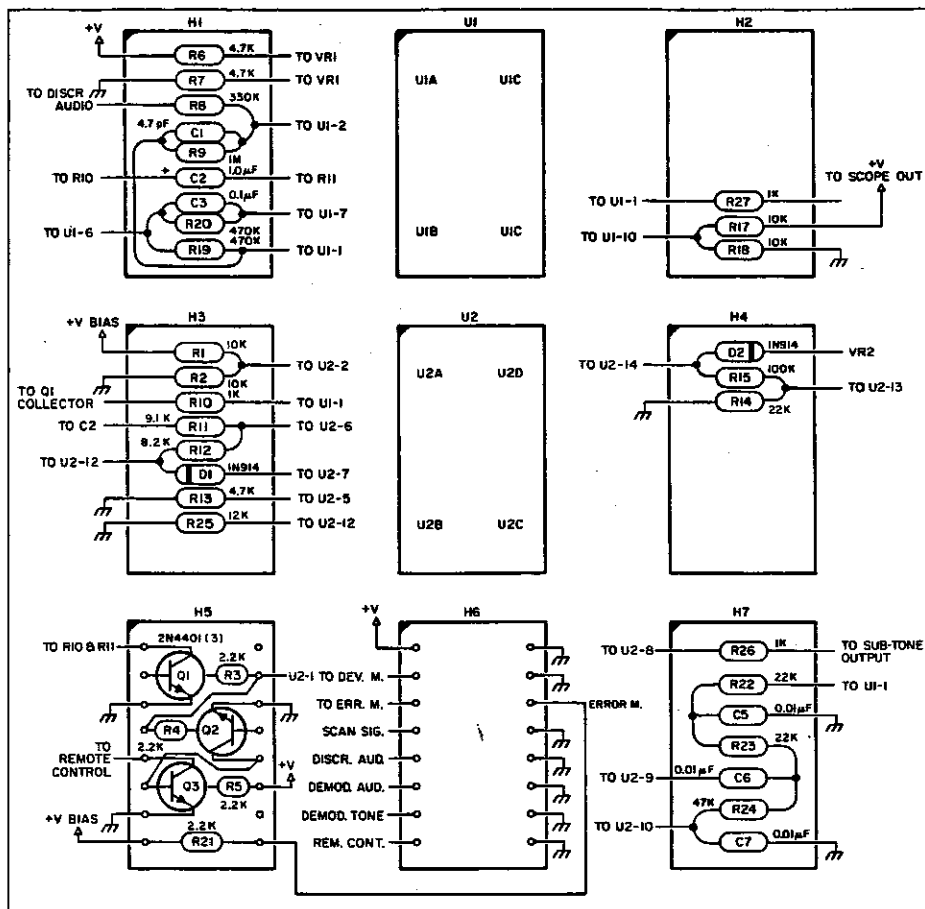 H1
+V
R6 4.7K TO VR1
R7 4.7K TO VR1
TO DISCR AUDIO
R8 330K
4.7pF C1 TO U1-2
R9 1M
TO R10 + C2 1.0µF TO R11
C3 0.1µF
R20 470K TO U1-7
TO U1-6
R19 470K TO U1-1
U1
U1A U1C
U1B U1C
H2
+V
TO SCOPE OUT
TO U1-1 R27 1K
R17 10K
TO U1-10
R18 10K
H3
+V BIAS
R1 10K
TO U2-2
R2 10K
TO Q1 COLLECTOR
R10 1K TO U1-1
TO C2 9.1K R11 TO U2-6
8.2K R12
TO U2-12
D1 1N914 TO U2-7
R13 4.7K TO U2-5
R25 12K TO U2-12
U2
U2A U2D
U2B U2C
H4
D2 1N914 VR2
TO U2-14
R15 100K
TO U2-13
R14 22K
H5
TO R10 & R11
2N4401 (3)
Q1 2.2K R3
R4 Q2
TO REMOTE CONTROL
2.2K
Q3 R5 +V
2.2K
+V BIAS
2.2K
R21
H6
+V
U2-1 TO DEV. M.
TO ERR. M. ERROR M.
SCAN SIG.
DISCR. AUD.
DEMOD. AUD.
DEMOD. TONE
REM. CONT.
H7
TO U2-8 R26 1K TO SUB-TONE OUTPUT
R22 22K TO U1-1
C5 0.01µF
R23 22K
TO U2-9 0.01µF C6
47K R24
TO U2-10
C7 0.01µF